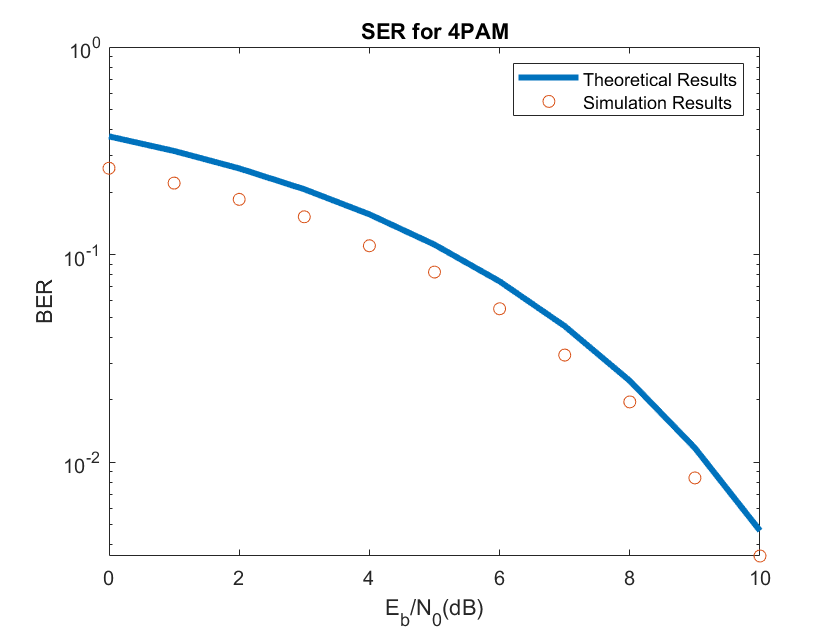 SER for 4PAM
Theoretical Results
Simulation Results
10^0
10^-1
10^-2
BER
0 2 4 6 8 10
E_b/N_0(dB)